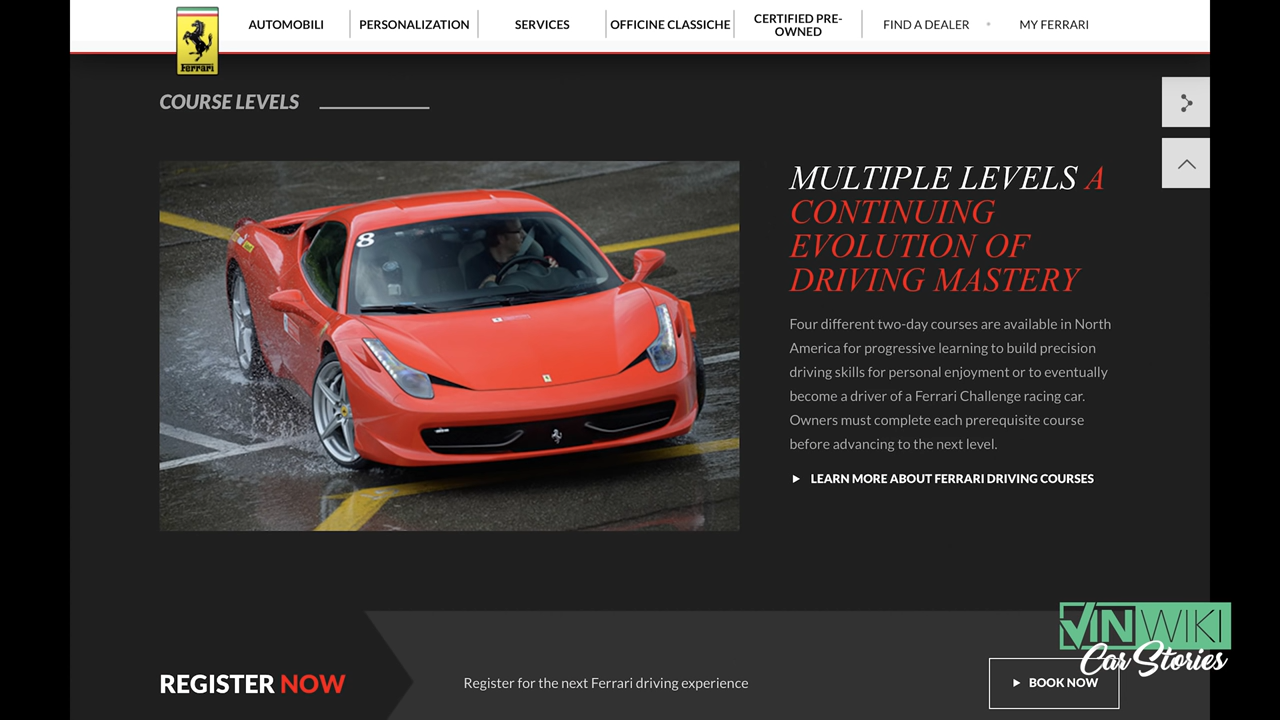 AUTOMOBILI
PERSONALIZATION
SERVICES
OFFICINE CLASSICHE
CERTIFIED PRE-
OWNED
FIND A DEALER
MY FERRARI
Ferrari
COURSE LEVELS
8
MULTIPLE LEVELS A
CONTINUING
EVOLUTION OF
DRIVING MASTERY
Four different two-day courses are available in North
America for progressive learning to build precision
driving skills for personal enjoyment or to eventually
become a driver of a Ferrari Challenge racing car.
Owners must complete each prerequisite course
before advancing to the next level.
LEARN MORE ABOUT FERRARI DRIVING COURSES
REGISTER NOW
Register for the next Ferrari driving experience
BOOK NOW
VINWIKI
Car Stories